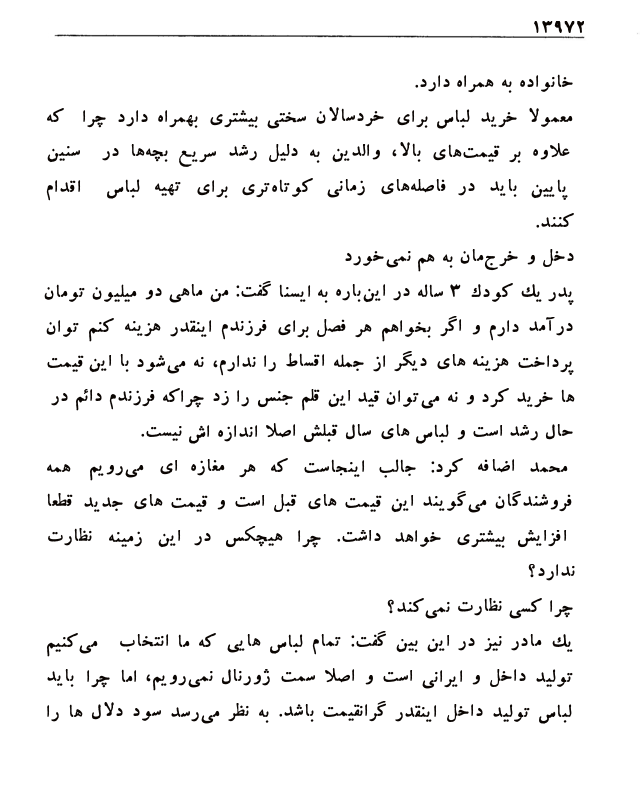 ۱۳۹۷۲
خانواده به همراه دارد.
معمولا خرید لباس برای خردسالان سختی بیشتری بهمراه دارد چرا که
علاوه بر قیمت‌های بالا، والدین به دلیل رشد سریع بچه‌ها در سنین
پایین باید در فاصله‌های زمانی کوتاه‌تری برای تهیه لباس اقدام
کنند.
دخل و خرج‌مان به هم نمی‌خورد
پدر یك کودك ۳ ساله در این‌باره به ایسنا گفت: من ماهی دو میلیون تومان
درآمد دارم و اگر بخواهم هر فصل برای فرزندم اینقدر هزینه کنم توان
پرداخت هزینه های دیگر از جمله اقساط را ندارم، نه می‌شود با این قیمت
ها خرید کرد و نه می‌توان قید این قلم جنس را زد چراکه فرزندم دائم در
حال رشد است و لباس های سال قبلش اصلا اندازه اش نیست.
محمد اضافه کرد: جالب اینجاست که هر مغازه ای می‌رویم همه
فروشندگان می‌گویند این قیمت های قبل است و قیمت های جدید قطعا
افزایش بیشتری خواهد داشت. چرا هیچکس در این زمینه نظارت
ندارد؟
چرا کسی نظارت نمی‌کند؟
یك مادر نیز در این بین گفت: تمام لباس هایی که ما انتخاب می‌کنیم
تولید داخل و ایرانی است و اصلا سمت ژورنال نمی‌رویم، اما چرا باید
لباس تولید داخل اینقدر گرانقیمت باشد. به نظر می‌رسد سود دلال ها را